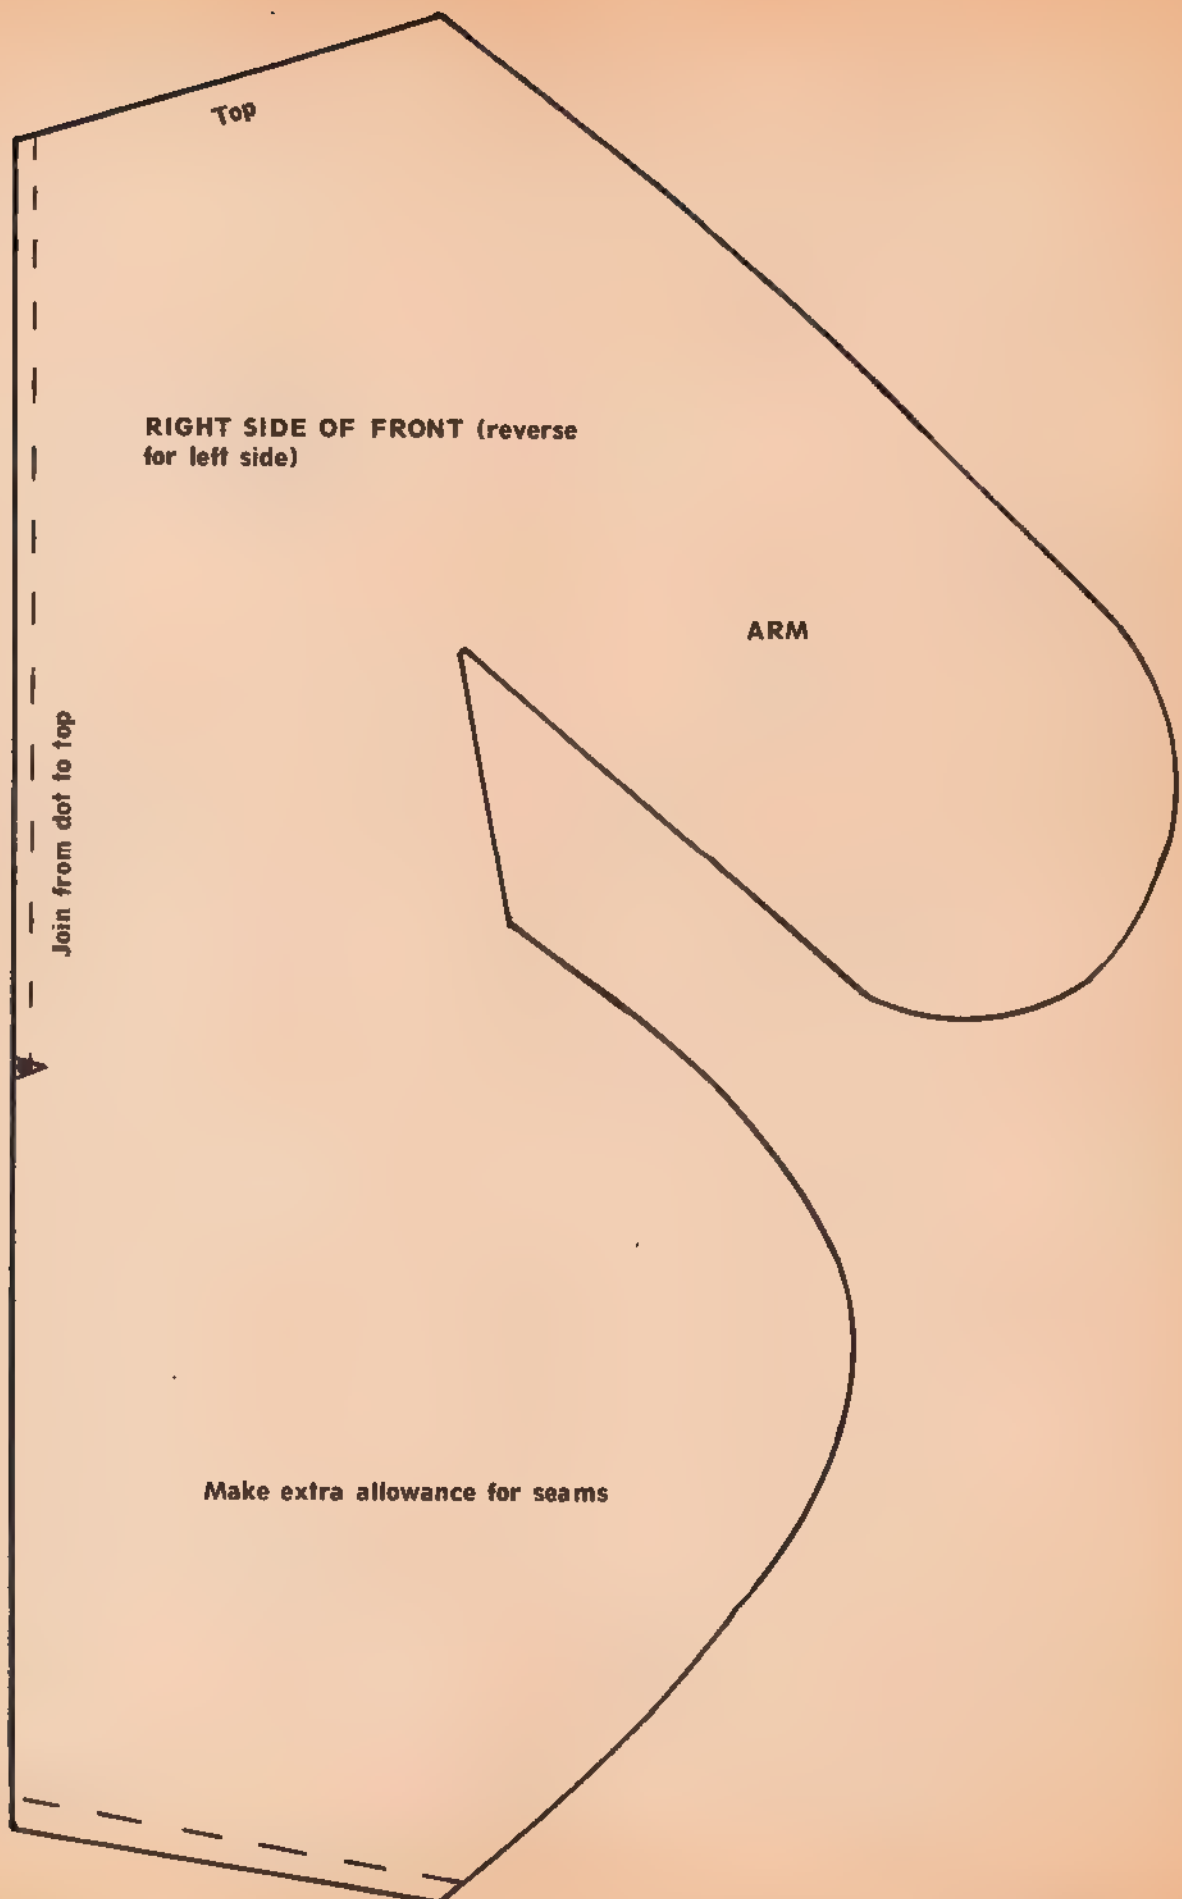 Top
RIGHT SIDE OF FRONT (reverse
for left side)
ARM
Join from dot to top
Make extra allowance for seams